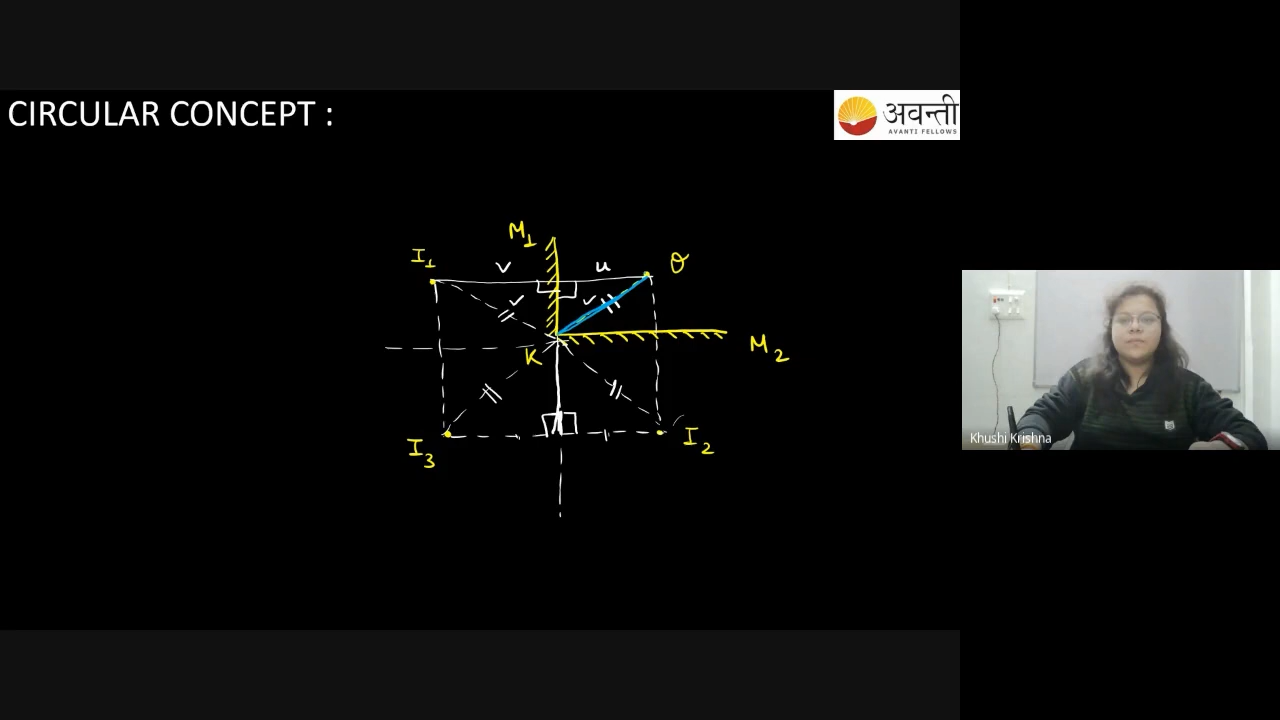 CIRCULAR CONCEPT :
अवन्ती
AVANTI FELLOWS
M1
I1
v
u
O
K
M2
I3
I2
Khushi Krishna